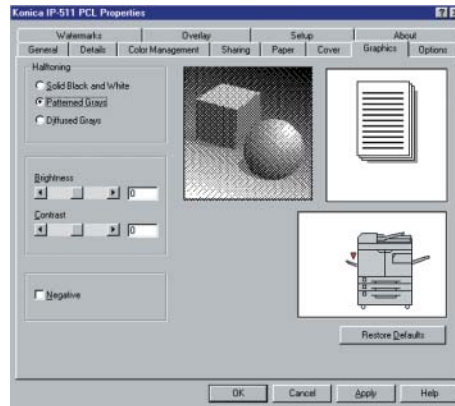 Konica IP-511 PCL Properties
Watermarks Overlay Setup About
General Details Color Management Sharing Paper Cover Graphics Options
Halftoning
Solid Black and White
Patterned Grays
Diffused Grays
Brightness
0
Contrast
0
Negative
Restore Defaults
OK Cancel Apply Help